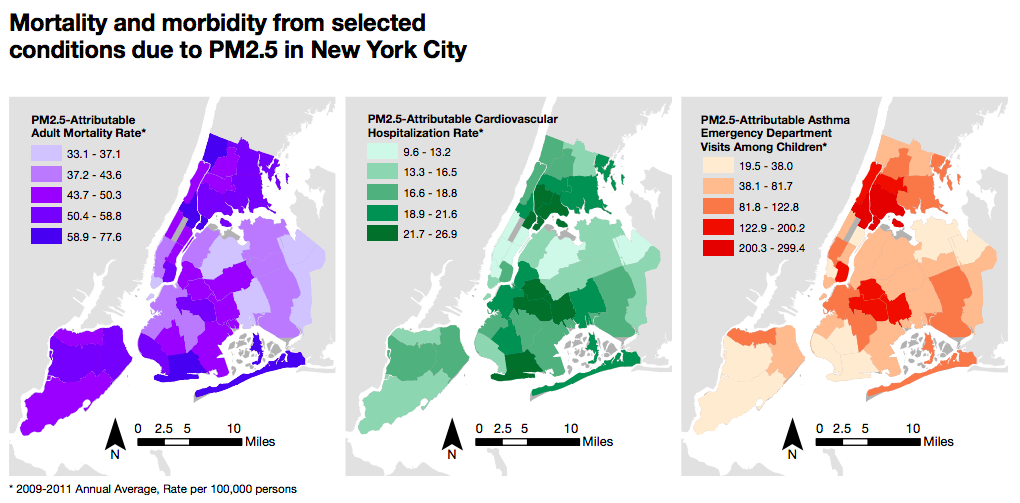 Mortality and morbidity from selected
conditions due to PM2.5 in New York City
PM2.5-Attributable
Adult Mortality Rate*
33.1 - 37.1
37.2 - 43.6
43.7 - 50.3
50.4 - 58.8
58.9 - 77.6
N
0 2.5 5 10
Miles
PM2.5-Attributable Cardiovascular
Hospitalization Rate*
9.6 - 13.2
13.3 - 16.5
16.6 - 18.8
18.9 - 21.6
21.7 - 26.9
N
0 2.5 5 10
Miles
PM2.5-Attributable Asthma
Emergency Department
Visits Among Children*
19.5 - 38.0
38.1 - 81.7
81.8 - 122.8
122.9 - 200.2
200.3 - 299.4
N
0 2.5 5 10
Miles
* 2009-2011 Annual Average, Rate per 100,000 persons